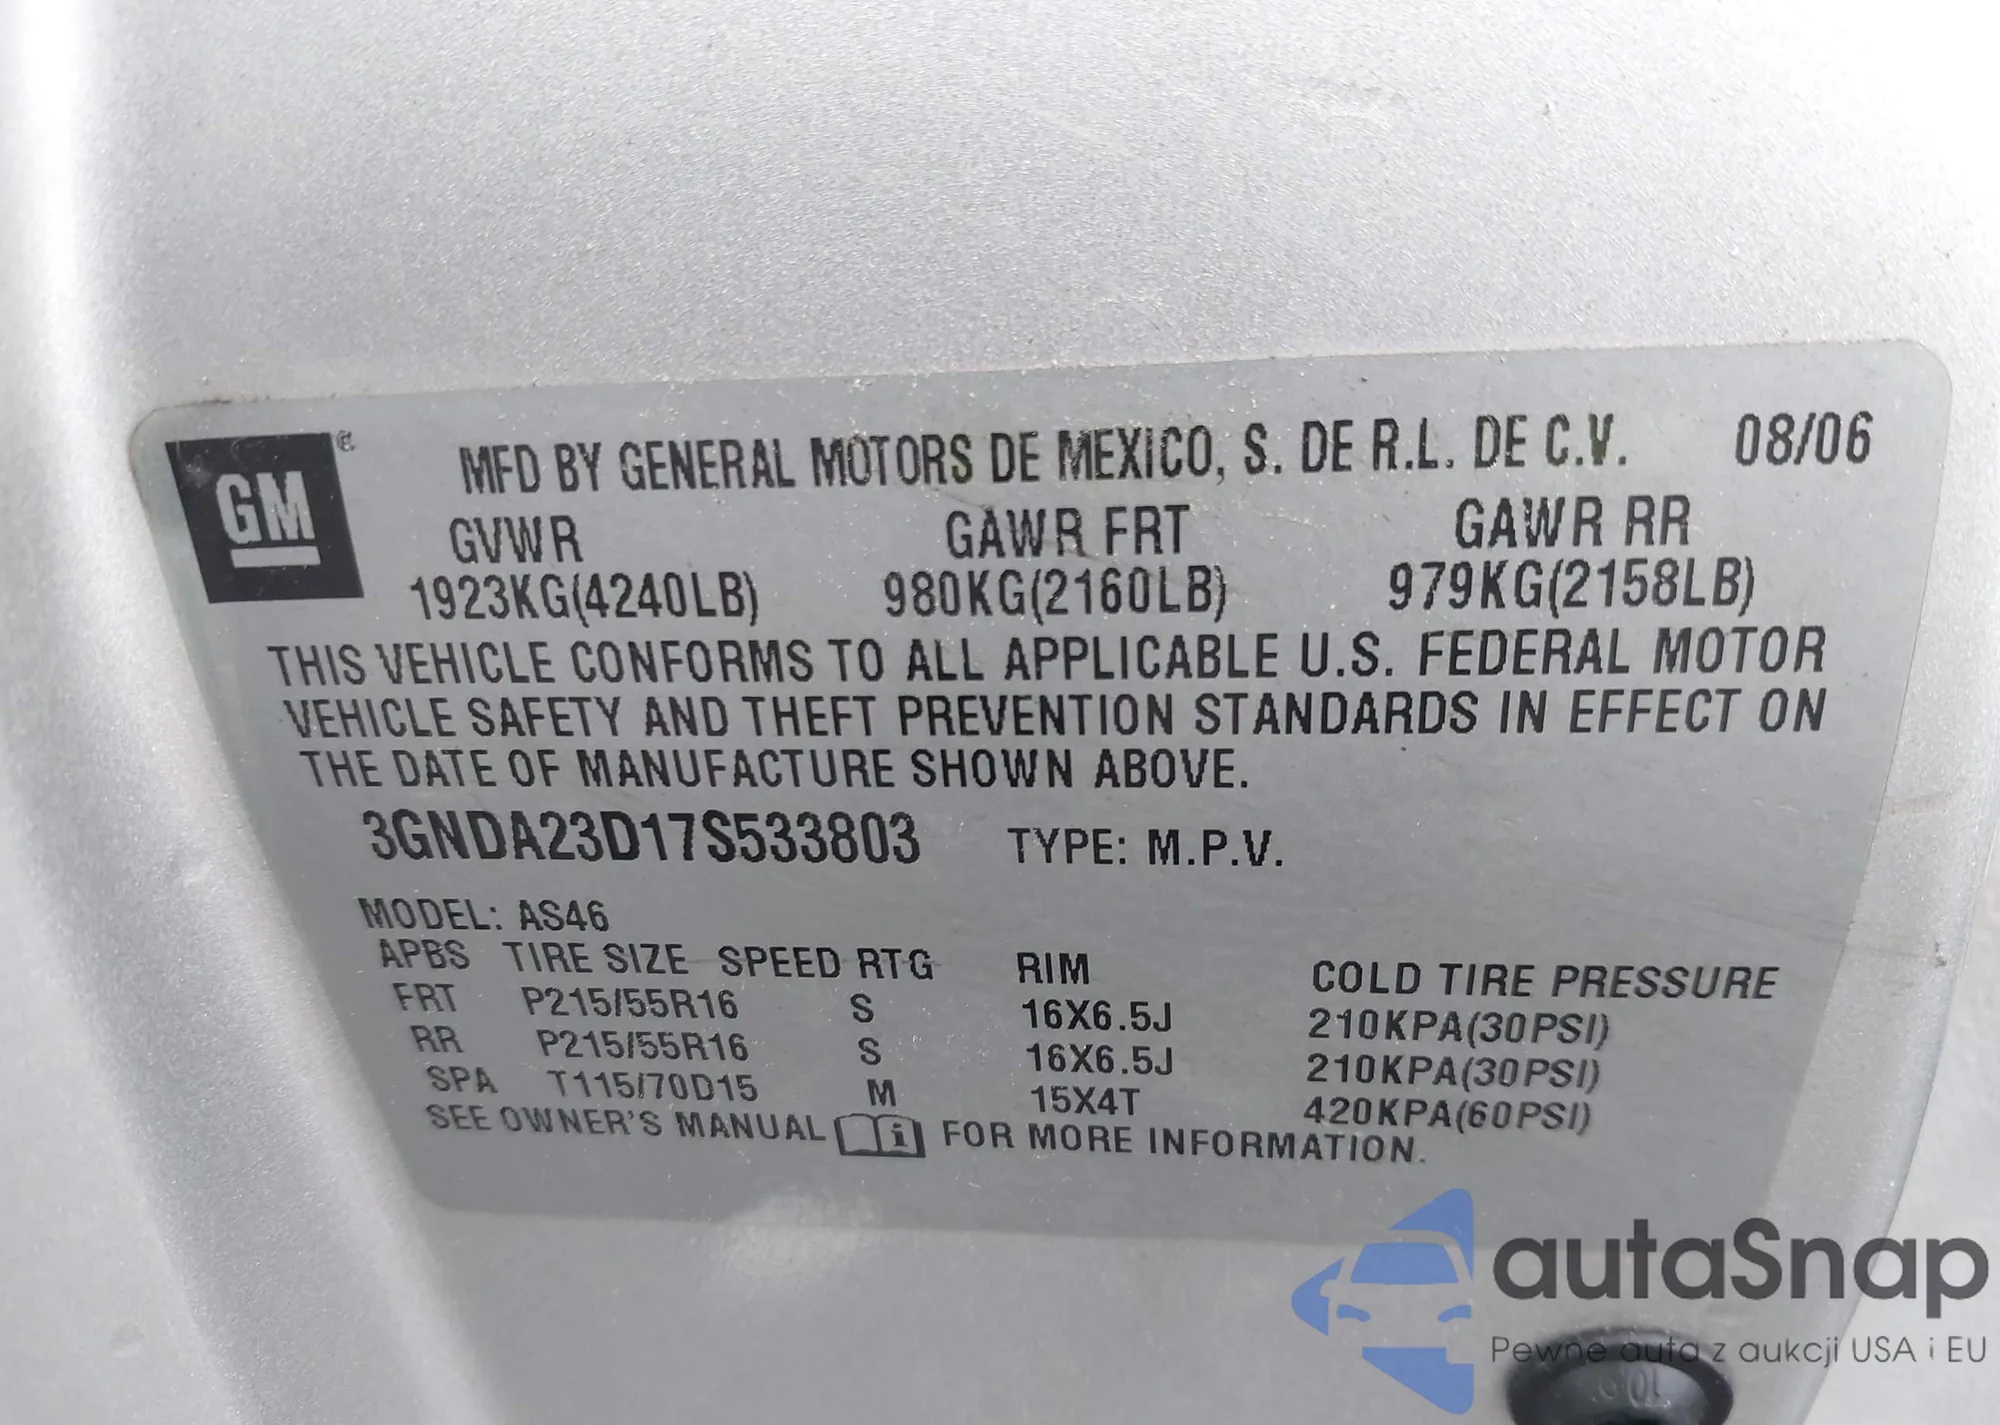 GM ®
MFD BY GENERAL MOTORS DE MEXICO, S. DE R.L. DE C.V. 08/06
GVWR GAWR FRT GAWR RR
1923KG(4240LB) 980KG(2160LB) 979KG(2158LB)
THIS VEHICLE CONFORMS TO ALL APPLICABLE U.S. FEDERAL MOTOR
VEHICLE SAFETY AND THEFT PREVENTION STANDARDS IN EFFECT ON
THE DATE OF MANUFACTURE SHOWN ABOVE.
3GNDA23D17S533803 TYPE: M.P.V.
MODEL: AS46
APBS TIRE SIZE SPEED RTG RIM COLD TIRE PRESSURE
FRT P215/55R16 S 16X6.5J 210KPA(30PSI)
RR P215/55R16 S 16X6.5J 210KPA(30PSI)
SPA T115/70D15 M 15X4T 420KPA(60PSI)
SEE OWNER'S MANUAL i FOR MORE INFORMATION.
autaSnap
Pewne auta z aukcji USA i EU